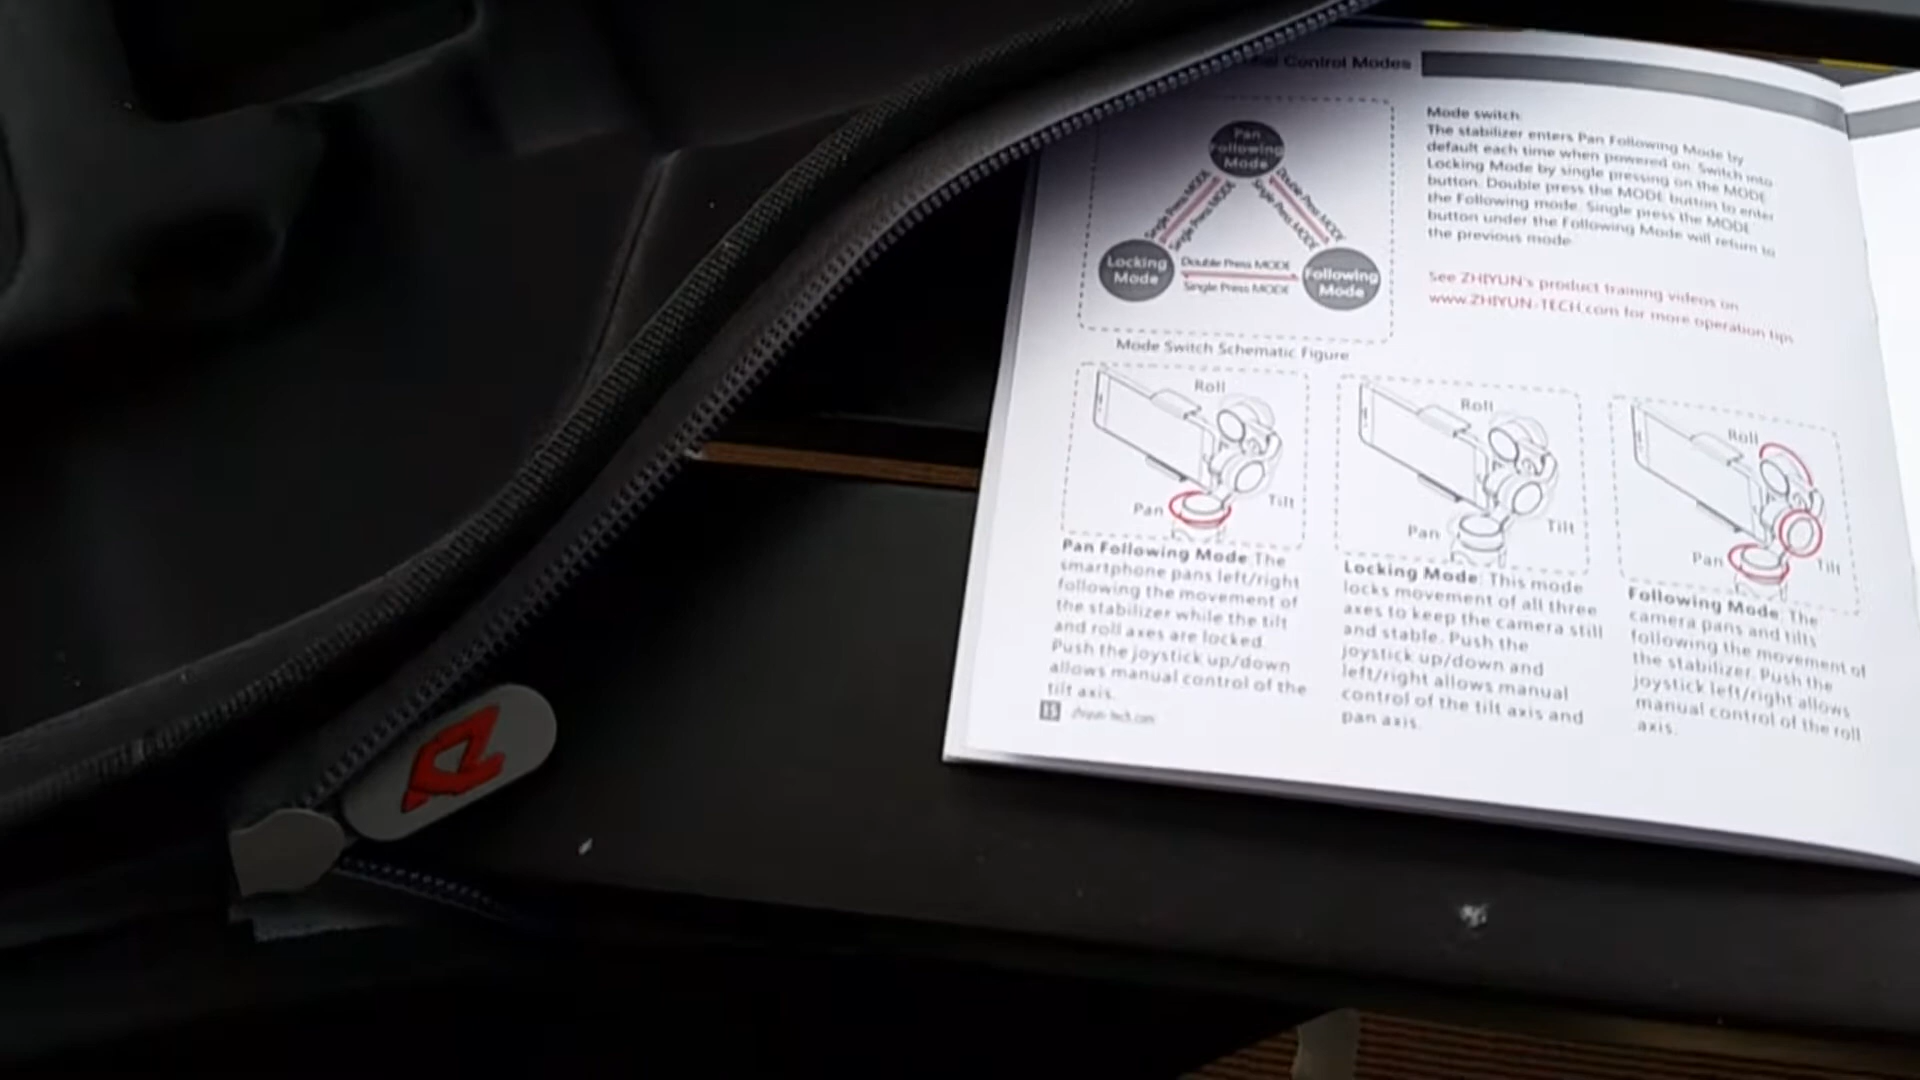 Control Modes
Pan
Following
Mode
Single Press MODE
Single Press MODE
Double Press MODE
Single Press MODE
Locking
Mode
Double Press MODE
Single Press MODE
Following
Mode
Mode Switch Schematic Figure
Mode switch:
The stabilizer enters Pan Following Mode by
default each time when powered on. Switch into
Locking Mode by single pressing on the MODE
button. Double press the MODE button to enter
the Following mode. Single press the MODE
button under the Following Mode will return to
the previous mode.
See ZHIYUN's product training videos on
www.ZHIYUN-TECH.com for more operation tips
Roll
Pan
Tilt
Pan Following Mode: The
smartphone pans left/right
following the movement of
the stabilizer while the tilt
and roll axes are locked.
Push the joystick up/down
allows manual control of the
tilt axis.
Roll
Pan
Tilt
Locking Mode: This mode
locks movement of all three
axes to keep the camera still
and stable. Push the
joystick up/down and
left/right allows manual
control of the tilt axis and
pan axis.
Roll
Pan
Tilt
Following Mode: The
camera pans and tilts
following the movement of
the stabilizer. Push the
joystick left/right allows
manual control of the roll
axis.
zhiyun-tech.com